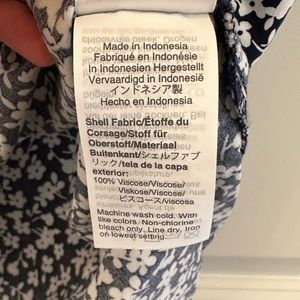 Made in Indonesia
Fabriqué en Indonésie
In Indonesien Hergestellt
Vervaardigd in Indonesië
インドネシア製
Hecho en Indonesia
Shell Fabric/Étoffe du
Corsage/Stoff für
Oberstoff/Materiaal
Buitenkant/シェルファブ
リック/tela de la capa
exterior:
100% Viscose/Viscose/
Viskose/Viscose/
ビスコース/viscosa
Machine wash cold. With
like colors. Non-chlorine
bleach only. Line dry. Iron
on lowest setting.